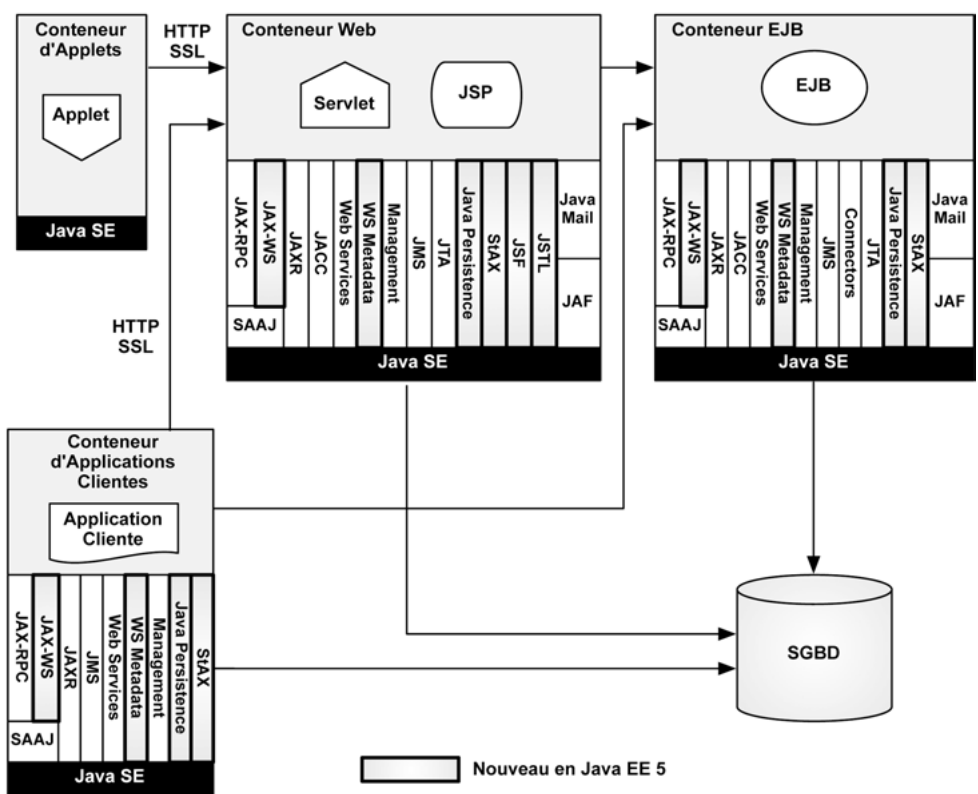 Conteneur
d'Applets
Applet
Java SE
HTTP
SSL
Conteneur Web
Servlet
JSP
JAX-RPC
JAX-WS
SAAJ
JAXR
JACC
Web Services
WS Metadata
Management
JMS
JTA
Java Persistence
StAX
JSF
JSTL
Java
Mail
JAF
Java SE
Conteneur EJB
EJB
JAX-RPC
JAX-WS
SAAJ
JAXR
JACC
Web Services
WS Metadata
Management
JMS
Connectors
JTA
Java Persistence
StAX
Java
Mail
JAF
Java SE
HTTP
SSL
Conteneur
d'Applications
Clientes
Application
Cliente
JAX-RPC
JAX-WS
SAAJ
JAXR
JMS
Web Services
WS Metadata
Management
Java Persistence
StAX
Java SE
SGBD
Nouveau en Java EE 5